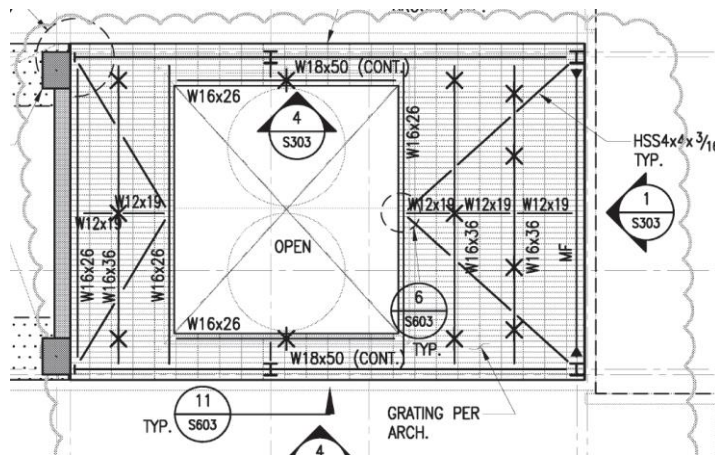 W18x50 (CONT.)
W16x26
4
S303
W16x26
HSS4x4x3/16
TYP.
W12x19
W12x19
W12x19
W12x19
W12x19
1
S303
OPEN
W16x26
W16x36
W16x26
W16x36
W16x36
MF
6
S603
TYP.
W16x26
W18x50 (CONT.)
11
S603
TYP.
GRATING PER
ARCH.
4